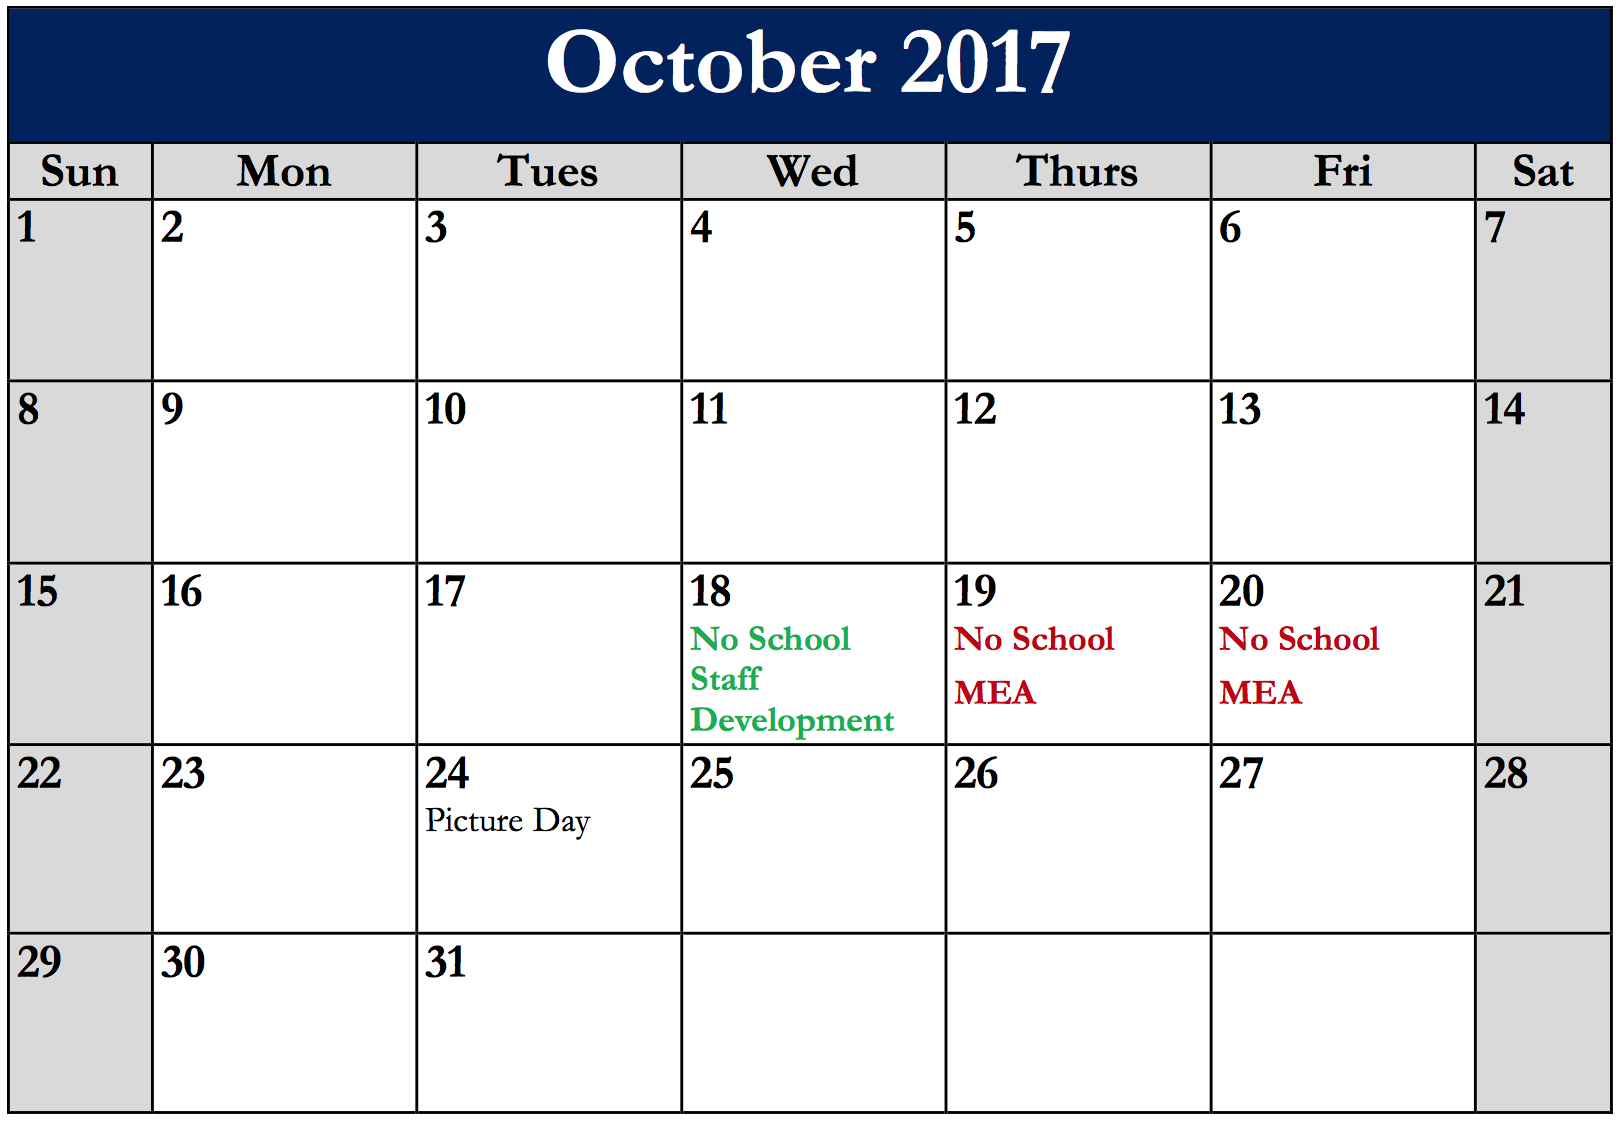 October 2017
Sun Mon Tues Wed Thurs Fri Sat
1 2 3 4 5 6 7
8 9 10 11 12 13 14
15 16 17 18 19 20 21
No School No School No School
Staff MEA MEA
Development
22 23 24 25 26 27 28
Picture Day
29 30 31